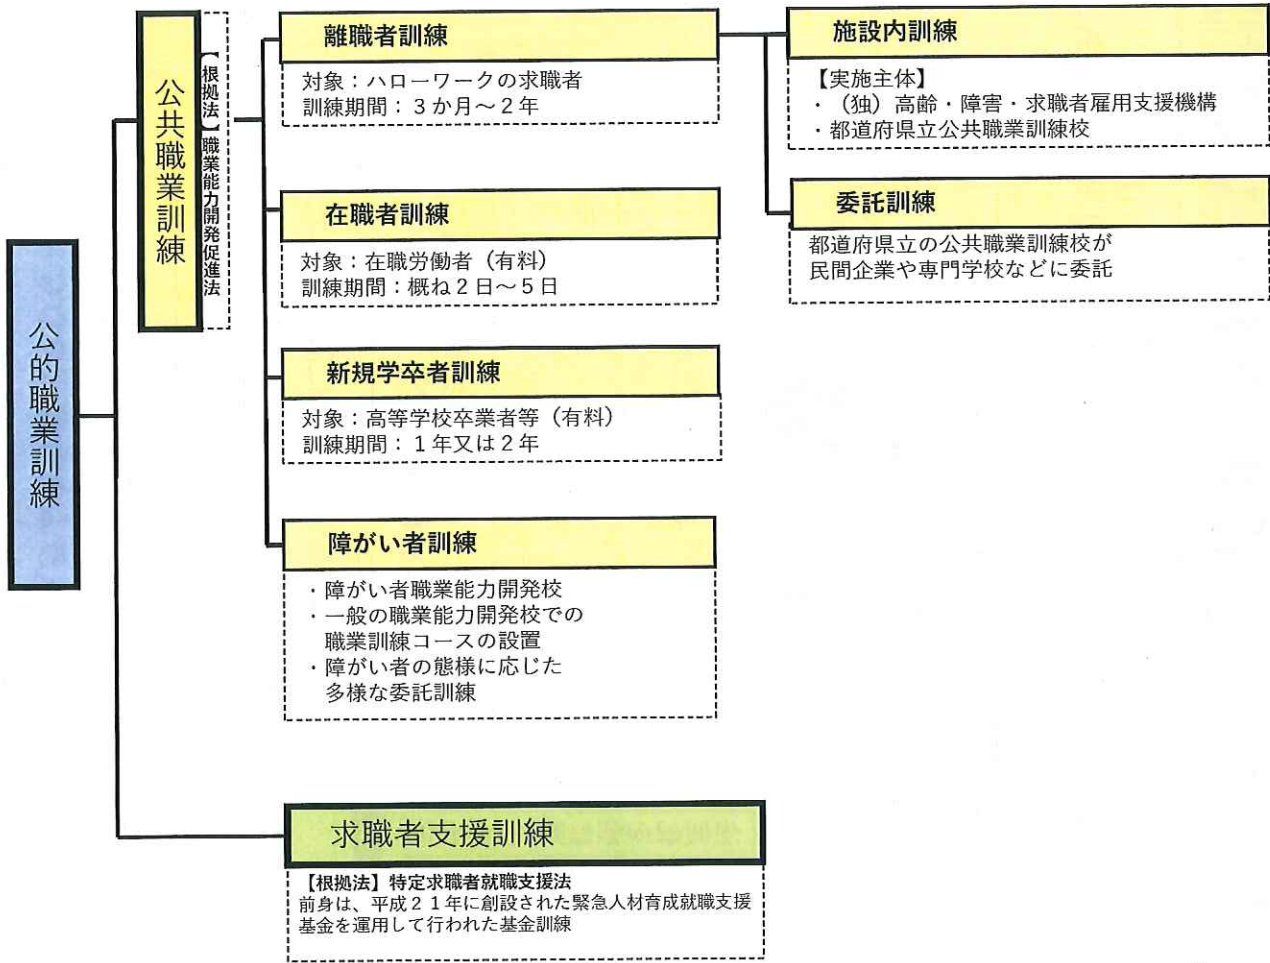 公的職業訓練
公共職業訓練
【根拠法】職業能力開発促進法
離職者訓練
対象：ハローワークの求職者
訓練期間：３か月～２年
施設内訓練
【実施主体】
・（独）高齢・障害・求職者雇用支援機構
・都道府県立公共職業訓練校
委託訓練
都道府県立の公共職業訓練校が
民間企業や専門学校などに委託
在職者訓練
対象：在職労働者（有料）
訓練期間：概ね２日～５日
新規学卒者訓練
対象：高等学校卒業者等（有料）
訓練期間：１年又は２年
障がい者訓練
・障がい者職業能力開発校
・一般の職業能力開発校での
職業訓練コースの設置
・障がい者の態様に応じた
多様な委託訓練
求職者支援訓練
【根拠法】特定求職者就職支援法
前身は、平成２１年に創設された緊急人材育成就職支援
基金を運用して行われた基金訓練